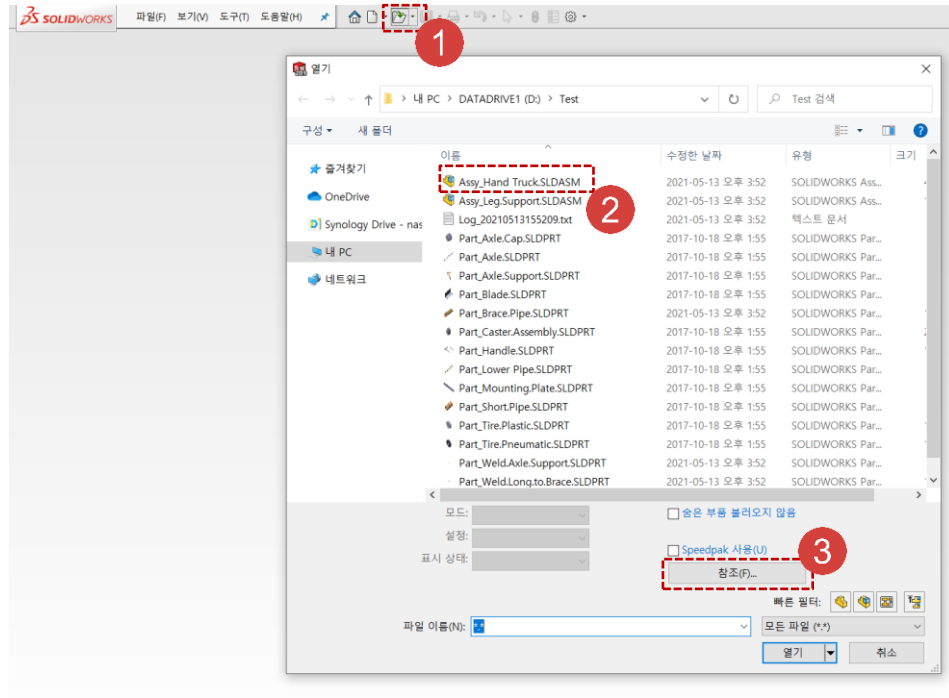 SOLIDWORKS 파일(F) 보기(V) 도구(T) 도움말(H)
1
열기
내 PC > DATADRIVE1 (D:) > Test Test 검색
구성 새 폴더
이름 수정한 날짜 유형 크기
즐겨찾기
OneDrive
Synology Drive - nas
내 PC
네트워크
Assy_Hand Truck.SLDASM 2021-05-13 오후 3:52 SOLIDWORKS Ass...
2
Assy_Leg.Support.SLDASM 2021-05-13 오후 3:52 SOLIDWORKS Ass...
Log_20210513155209.txt 2021-05-13 오후 3:52 텍스트 문서
Part_Axle.Cap.SLDPRT 2017-10-18 오후 1:55 SOLIDWORKS Par...
Part_Axle.SLDPRT 2017-10-18 오후 1:55 SOLIDWORKS Par...
Part_Axle.Support.SLDPRT 2017-10-18 오후 1:55 SOLIDWORKS Par...
Part_Blade.SLDPRT 2017-10-18 오후 1:55 SOLIDWORKS Par...
Part_Brace.Pipe.SLDPRT 2021-05-13 오후 3:52 SOLIDWORKS Par...
Part_Caster.Assembly.SLDPRT 2017-10-18 오후 1:55 SOLIDWORKS Par...
Part_Handle.SLDPRT 2017-10-18 오후 1:55 SOLIDWORKS Par...
Part_Lower Pipe.SLDPRT 2017-10-18 오후 1:55 SOLIDWORKS Par...
Part_Mounting.Plate.SLDPRT 2017-10-18 오후 1:55 SOLIDWORKS Par...
Part_Short.Pipe.SLDPRT 2017-10-18 오후 1:55 SOLIDWORKS Par...
Part_Tire.Plastic.SLDPRT 2017-10-18 오후 1:55 SOLIDWORKS Par...
Part_Tire.Pneumatic.SLDPRT 2017-10-18 오후 1:55 SOLIDWORKS Par...
Part_Weld.Axle.Support.SLDPRT 2021-05-13 오후 3:52 SOLIDWORKS Par...
Part_Weld.Long.to.Brace.SLDPRT 2021-05-13 오후 3:52 SOLIDWORKS Par...
모드: 숨은 부품 불러오지 않음
설정:
Speedpak 사용(U)
3
표시 상태:
참조(F)...
빠른 필터:
파일 이름(N): *.* 모든 파일 (*.*)
열기 취소